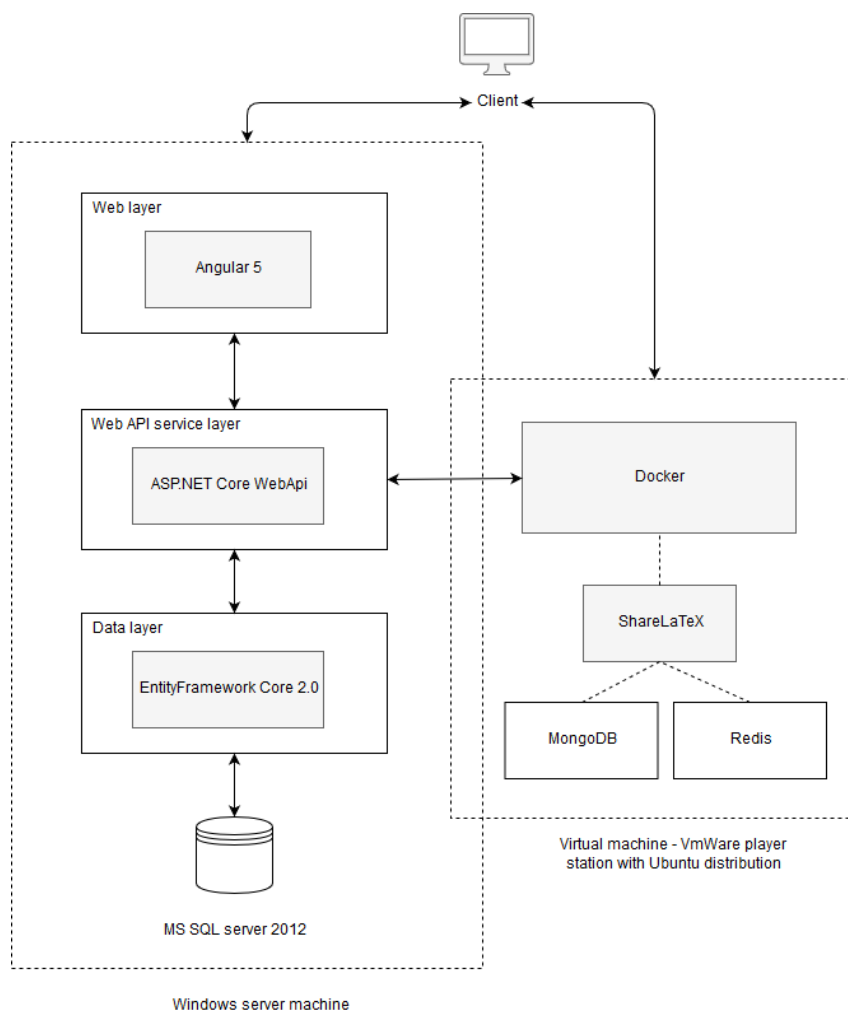 Client
Web layer
Angular 5
Web API service layer
ASP.NET Core WebApi
Docker
ShareLaTeX
Data layer
EntityFramework Core 2.0
MongoDB
Redis
Virtual machine - VmWare player
station with Ubuntu distribution
MS SQL server 2012
Windows server machine